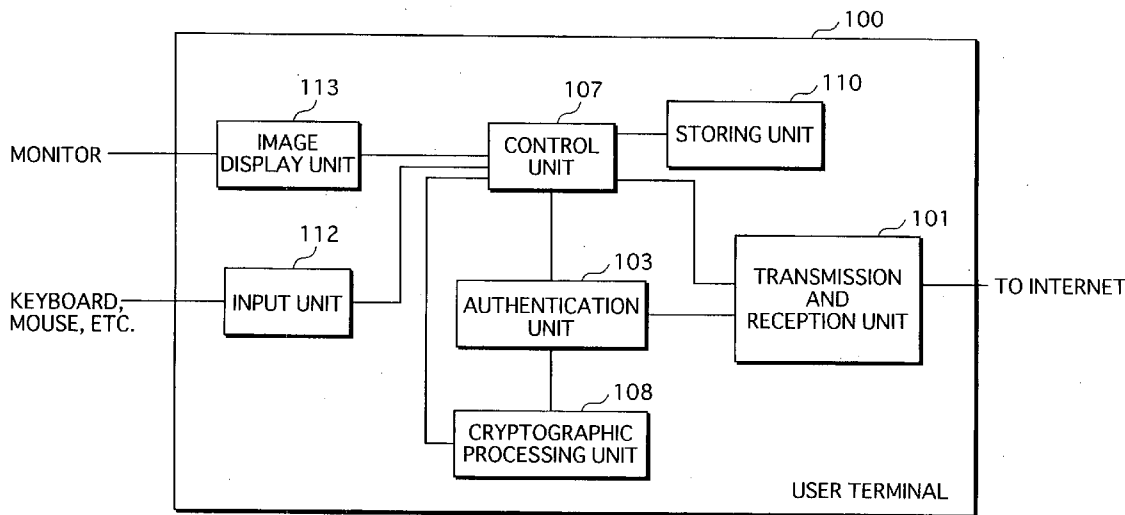 100
113
107
110
IMAGE
DISPLAY UNIT
CONTROL
UNIT
STORING UNIT
MONITOR
112
103
101
INPUT UNIT
AUTHENTICATION
UNIT
TRANSMISSION
AND
RECEPTION UNIT
TO INTERNET
KEYBOARD,
MOUSE, ETC.
108
CRYPTOGRAPHIC
PROCESSING UNIT
USER TERMINAL